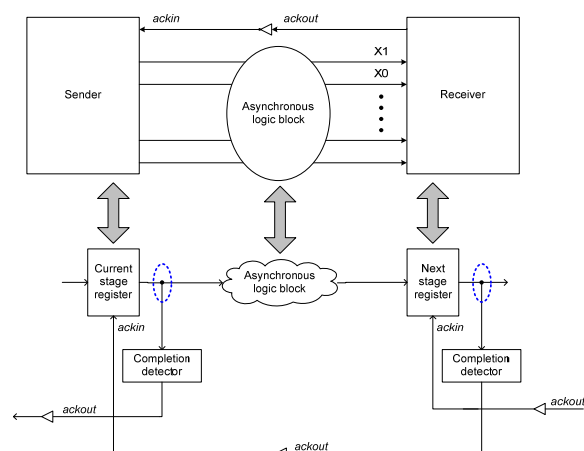 ackin
ackout
Sender
Asynchronous
logic block
X1
X0
Receiver
Current
stage
register
Asynchronous
logic block
Next
stage
register
ackin
ackin
Completion
detector
Completion
detector
ackout
ackout
ackout